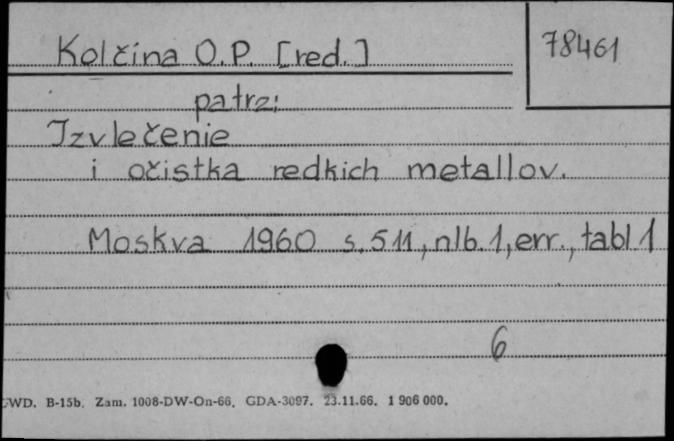 Kolčina O.P. [red.]
78461
patrz:
Izvlečenie
i očistka redkich metallov.
Moskva 1960 s. 511, nlb. 1, err., tabl 1
6
WD. B-15b. Zam. 1008-DW-On-66. GDA-3097. 23.11.66. 1 906 000.